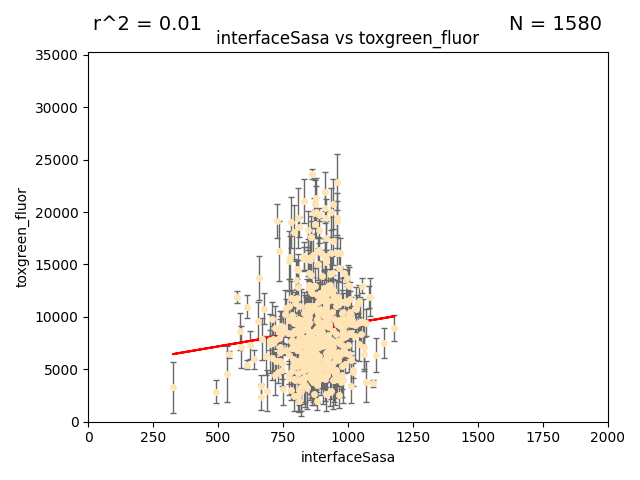 r^2 = 0.01
N = 1580
interfaceSasa vs toxgreen_fluor
35000
30000
25000
20000
15000
10000
5000
0
toxgreen_fluor
0 250 500 750 1000 1250 1500 1750 2000
interfaceSasa